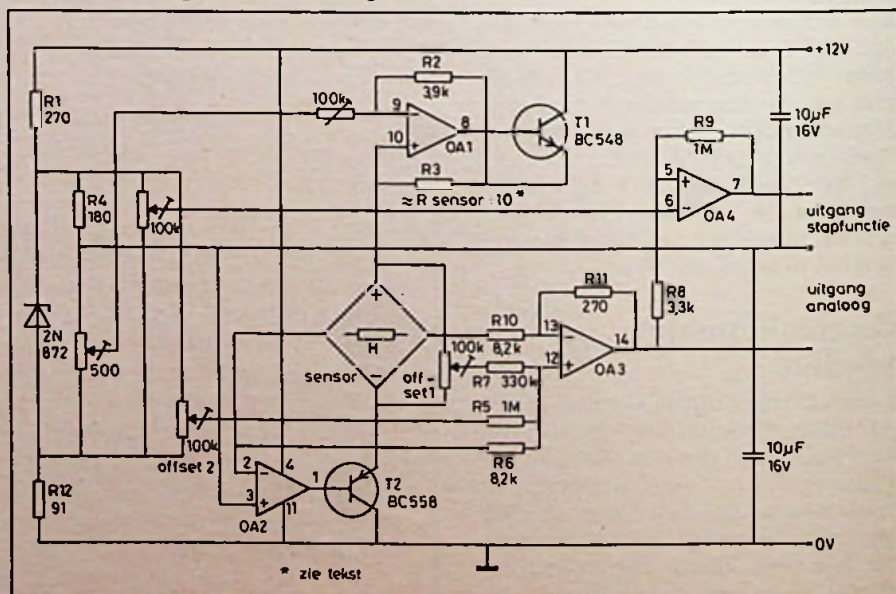 +12V
R1
270
100k
R2
3,9k
9
10
8
OA1
T1
BC548
10µF
16V
R9
1M
R3
≈ R sensor : 10 *
R4
180
100k
5
6
7
OA4
uitgang
stapfunctie
uitgang
analoog
2N
872
500
+
H
−
sensor
R10
8,2k
R11
270
13
12
14
OA3
R8
3,3k
100k
off-
set 1
R7 330k
R5 1M
R6
8,2k
100k
offset 2
10µF
16V
R12
91
2
3
4
1
11
OA2
T2
BC558
0V
* zie tekst